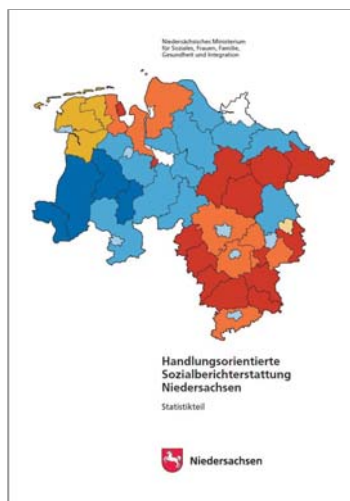 Niedersächsisches Ministerium
für Soziales, Frauen, Familie,
Gesundheit und Integration
Handlungsorientierte
Sozialberichterstattung
Niedersachsen
Statistikteil
Niedersachsen